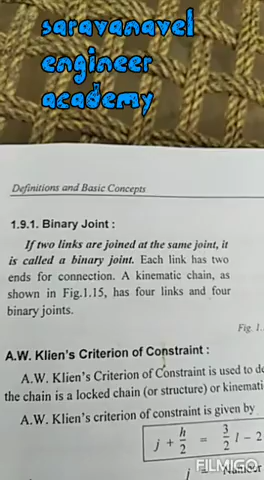 saravanavel
engineer
academy
Definitions and Basic Concepts
1.9.1. Binary Joint :
If two links are joined at the same joint, it
is called a binary joint. Each link has two
ends for connection. A kinematic chain, as
shown in Fig.1.15, has four links and four
binary joints.
Fig. 1.
A.W. Klien's Criterion of Constraint :
A.W. Klien's Criterion of Constraint is used to de
the chain is a locked chain (or structure) or kinemati
A.W. Klien's criterion of constraint is given by
j + h/2 = 3/2 l - 2
j =
FILMIGO